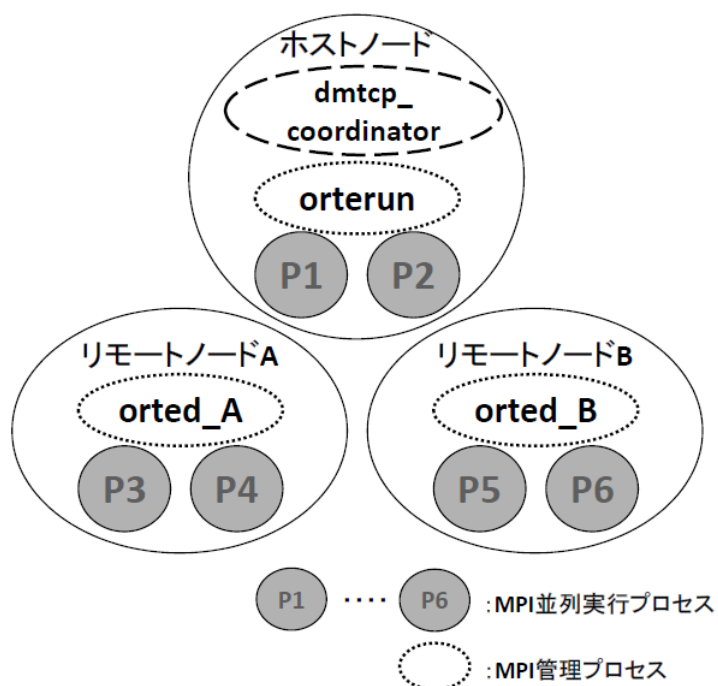 ホストノード
dmtcp_
coordinator
orterun
P1 P2
リモートノードA リモートノードB
orted_A orted_B
P3 P4 P5 P6
P1 ···· P6 :MPI並列実行プロセス
:MPI管理プロセス